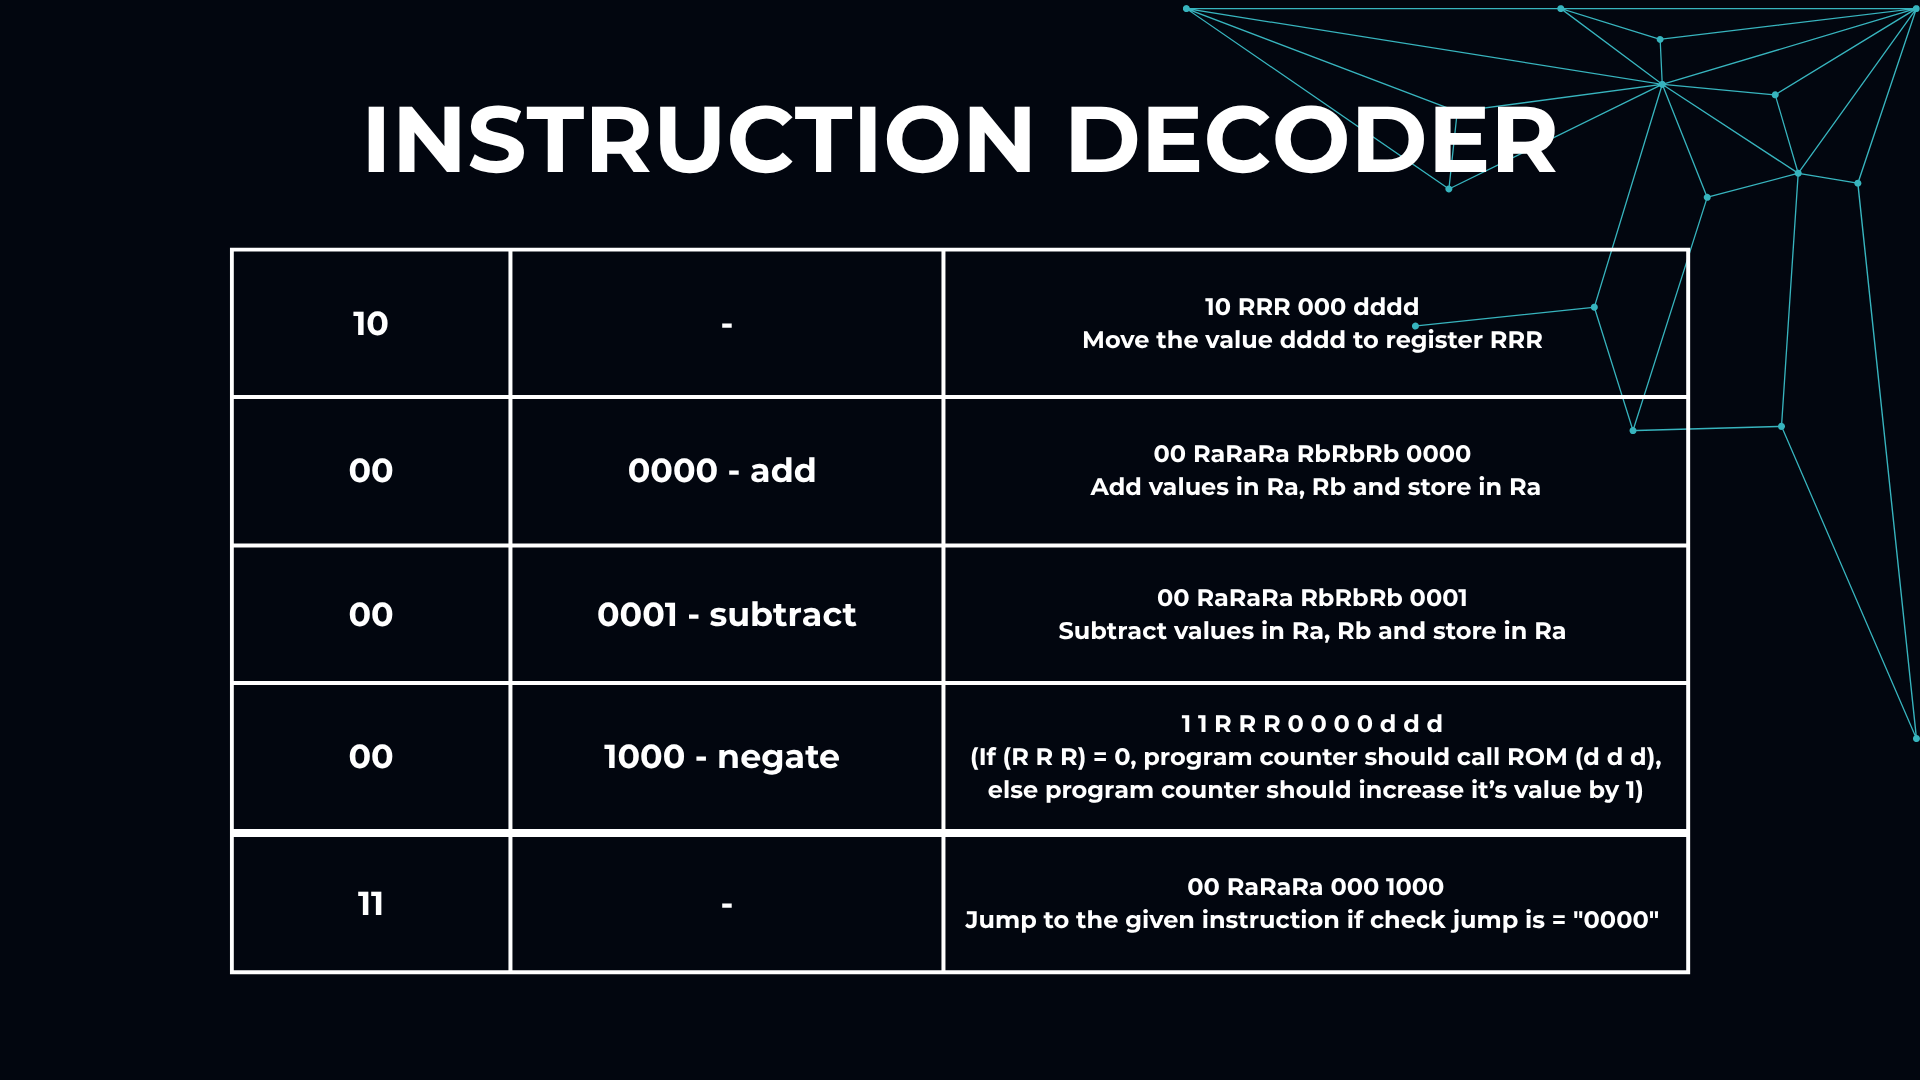 INSTRUCTION DECODER
10
-
10 RRR 000 dddd
Move the value dddd to register RRR
00
0000 - add
00 RaRaRa RbRbRb 0000
Add values in Ra, Rb and store in Ra
00
0001 - subtract
00 RaRaRa RbRbRb 0001
Subtract values in Ra, Rb and store in Ra
00
1000 - negate
1 1 R R R 0 0 0 0 d d d
(If (R R R) = 0, program counter should call ROM (d d d),
else program counter should increase it’s value by 1)
11
-
00 RaRaRa 000 1000
Jump to the given instruction if check jump is = "0000"